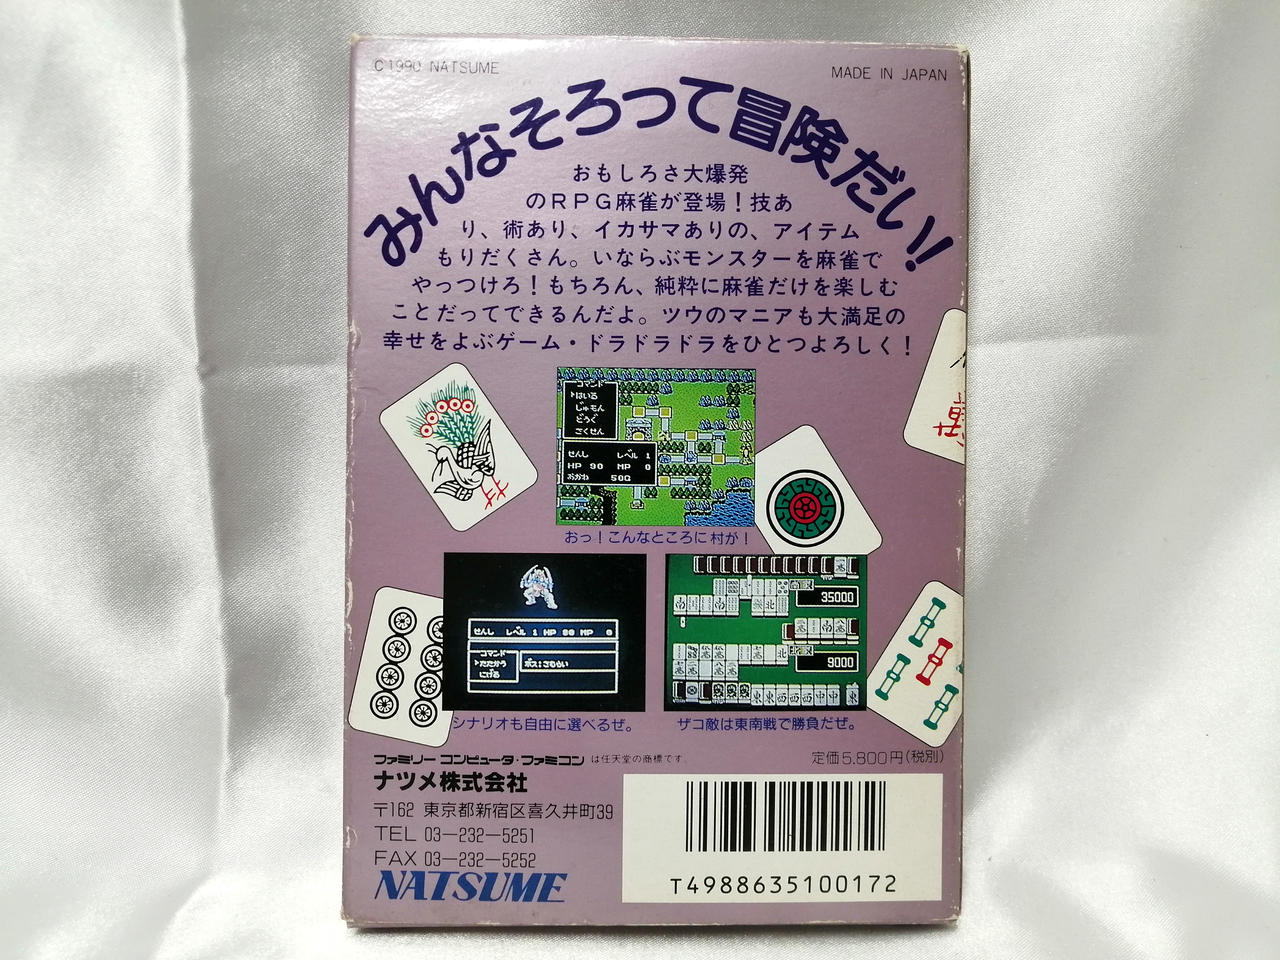 C 1990 NATSUME
MADE IN JAPAN
みんなそろって冒険だい!!
おもしろさ大爆発
のRPG麻雀が登場!技あ
り、術あり、イカサマありの、アイテム
もりだくさん。いならぶモンスターを麻雀で
やっつけろ!もちろん、純粋に麻雀だけを楽しむ
ことだってできるんだよ。ツウのマニアも大満足の
幸せをよぶゲーム・ドラドラドラをひとつよろしく!
コマンド
はいる
じゅもん
どうぐ
さくせん
せんし レベル 1
HP 90 MP 0
おかね 50G
おっ!こんなところに村が!
せんし レベル 1 HP 90 MP 0
コマンド
たたかう
にげる
ボス:さむらい
35000
9000
シナリオも自由に選べるぜ。
ザコ敵は東南戦で勝負だぜ。
ファミリーコンピュータ・ファミコン は任天堂の商標です。
定価5,800円(税別)
ナツメ株式会社
〒162 東京都新宿区喜久井町39
TEL 03-232-5251
FAX 03-232-5252
NATSUME
T4988635100172